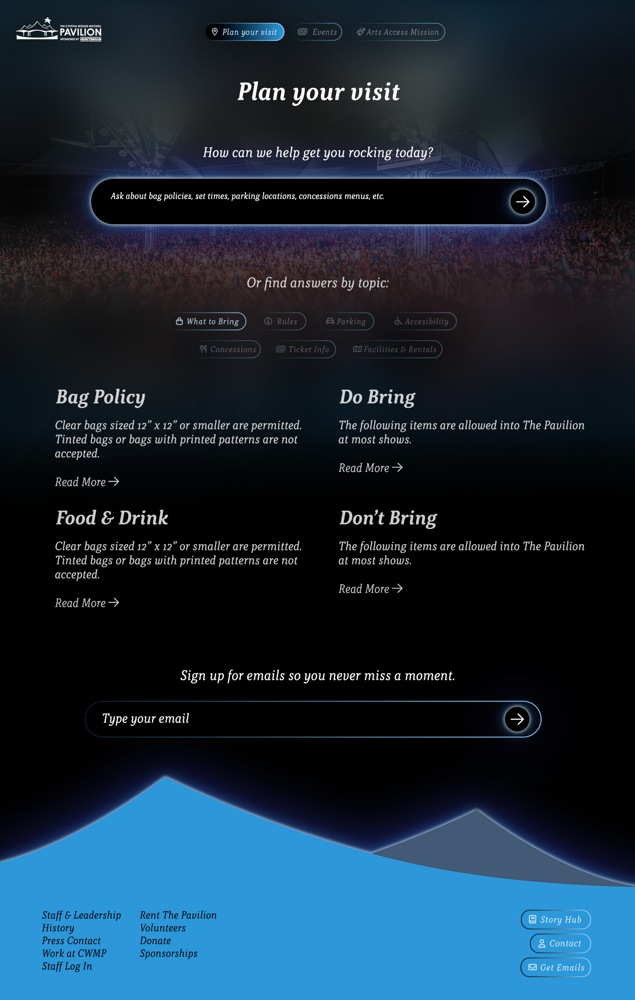 THE CYNTHIA WOODS MITCHELL
PAVILION
SPONSORED BY HUNTSMAN
Plan your visit
Events
Arts Access Mission
Plan your visit
How can we help get you rocking today?
Ask about bag policies, set times, parking locations, concessions menus, etc.
Or find answers by topic:
What to Bring
Rules
Parking
Accesibility
Concessions
Ticket Info
Facilities & Rentals
Bag Policy
Clear bags sized 12” x 12” or smaller are permitted.
Tinted bags or bags with printed patterns are not
accepted.
Read More
Do Bring
The following items are allowed into The Pavilion
at most shows.
Read More
Food & Drink
Clear bags sized 12” x 12” or smaller are permitted.
Tinted bags or bags with printed patterns are not
accepted.
Read More
Don’t Bring
The following items are allowed into The Pavilion
at most shows.
Read More
Sign up for emails so you never miss a moment.
Type your email
Staff & Leadership
History
Press Contact
Work at CWMP
Staff Log In
Rent The Pavilion
Volunteers
Donate
Sponsorships
Story Hub
Contact
Get Emails